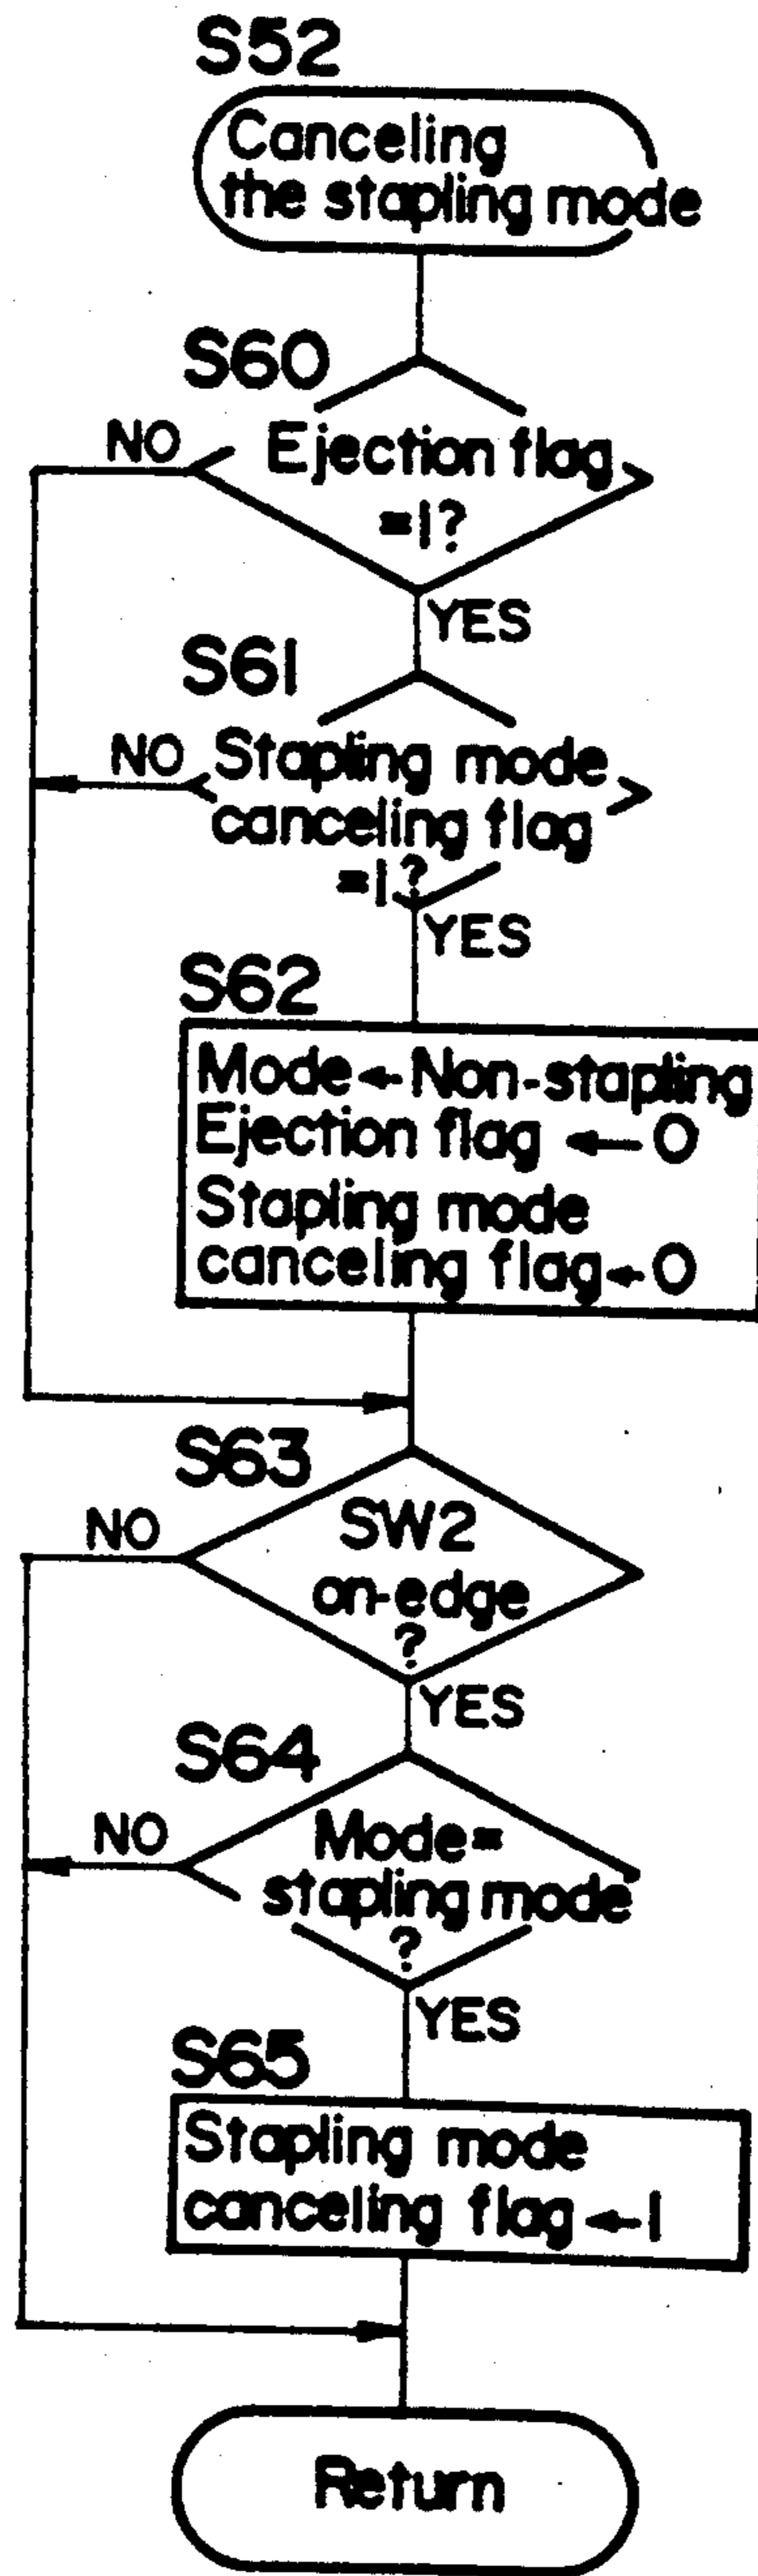 S52
Canceling
the stapling mode
S60
NO
Ejection flag
=1?
YES
S61
NO
Stapling mode
canceling flag
=1?
YES
S62
Mode←Non-stapling
Ejection flag ←0
Stapling mode
canceling flag←0
S63
NO
SW2
on-edge
?
YES
S64
NO
Mode=
stapling mode
?
YES
S65
Stapling mode
canceling flag ←1
Return